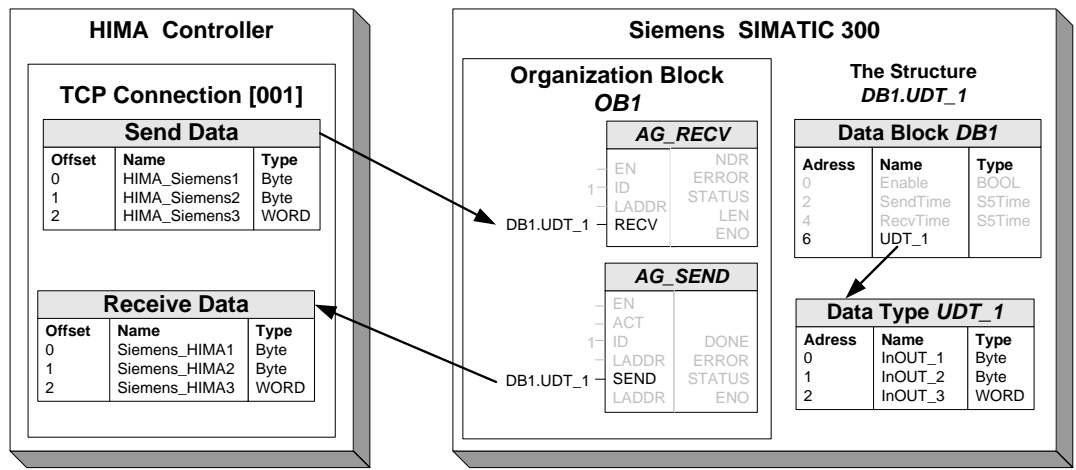 HIMA Controller
TCP Connection [001]
Send Data
Offset Name Type
0 HIMA_Siemens1 Byte
1 HIMA_Siemens2 Byte
2 HIMA_Siemens3 WORD
Receive Data
Offset Name Type
0 Siemens_HIMA1 Byte
1 Siemens_HIMA2 Byte
2 Siemens_HIMA3 WORD
Siemens SIMATIC 300
Organization Block
OB1
AG_RECV
NDR
EN
ERROR
1 ID
STATUS
LADDR
LEN
DB1.UDT_1 RECV
ENO
AG_SEND
EN
ACT
1 ID DONE
LADDR ERROR
DB1.UDT_1 SEND STATUS
LADDR ENO
The Structure
DB1.UDT_1
Data Block DB1
Adress Name Type
0 Enable BOOL
2 SendTime S5Time
4 RecvTime S5Time
6 UDT_1
Data Type UDT_1
Adress Name Type
0 InOUT_1 Byte
1 InOUT_2 Byte
2 InOUT_3 WORD